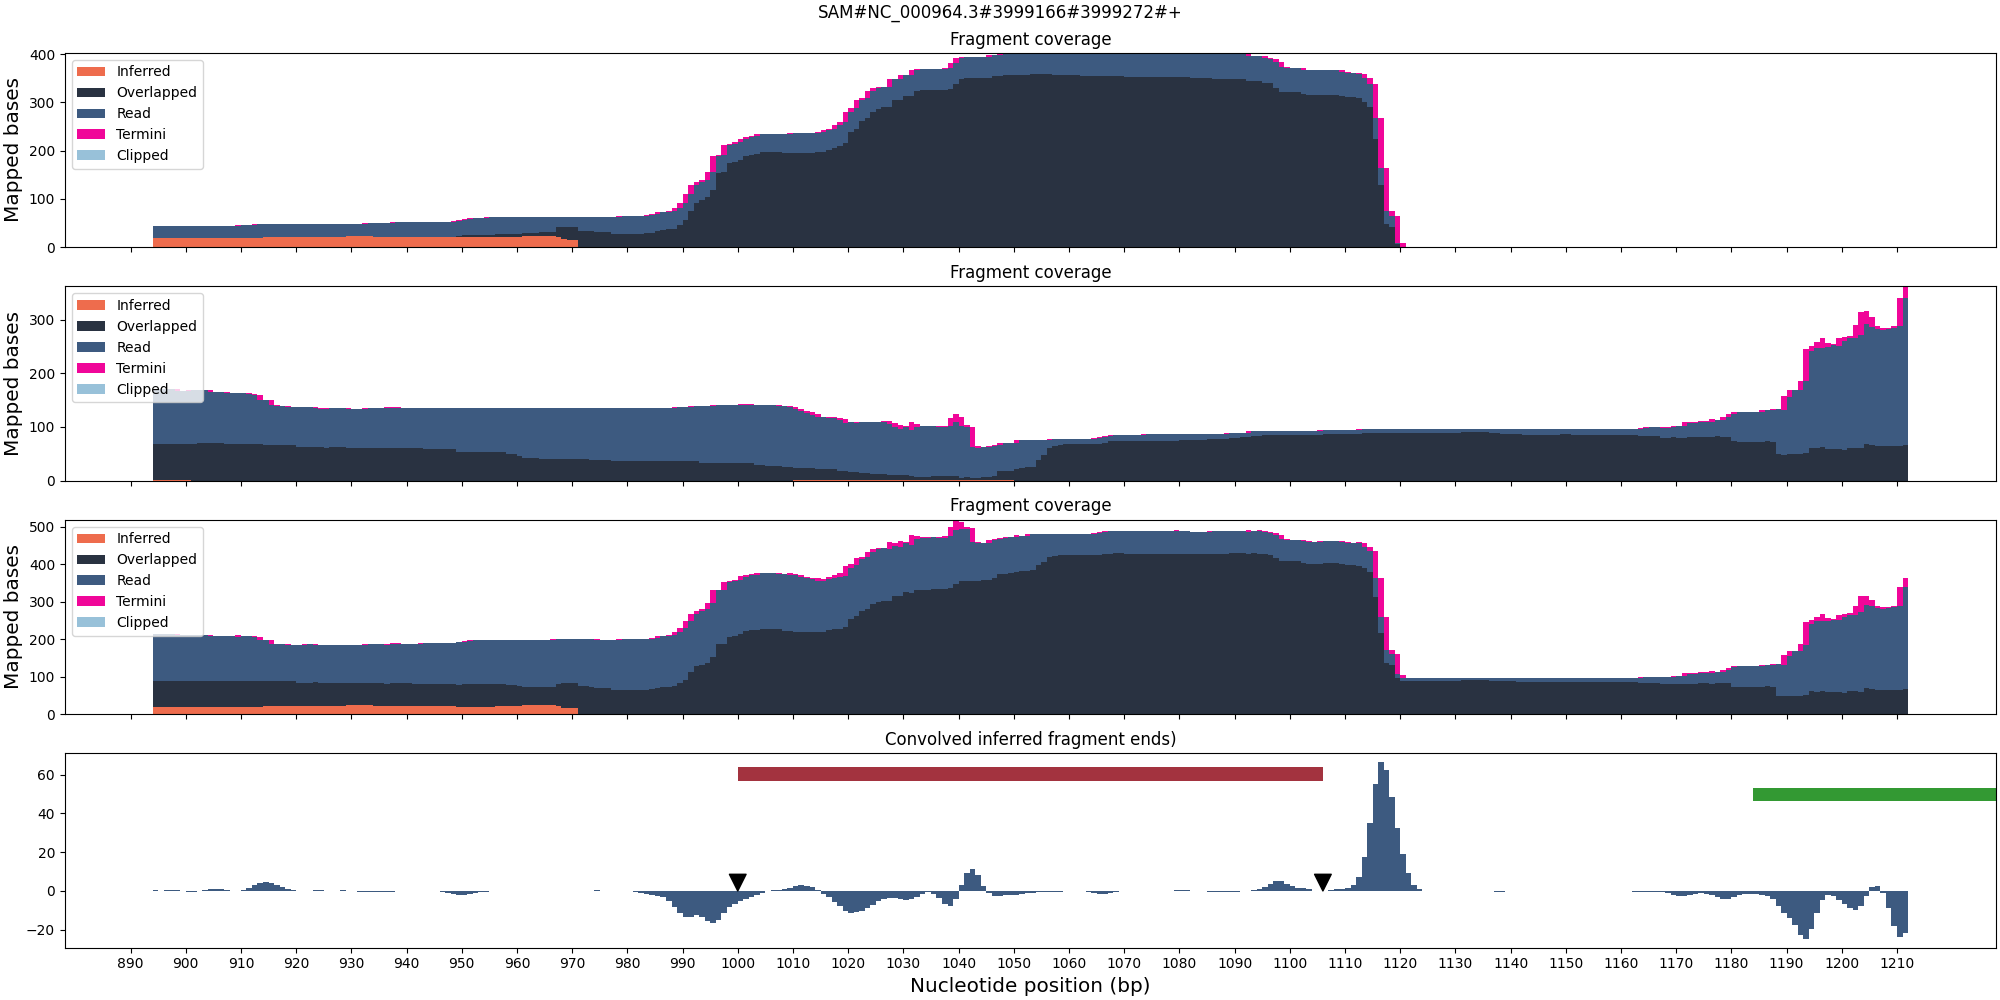 SAM#NC_000964.3#3999166#3999272#+
Fragment coverage
Mapped bases
400
300
200
100
0
Inferred
Overlapped
Read
Termini
Clipped
Fragment coverage
Mapped bases
300
200
100
0
Inferred
Overlapped
Read
Termini
Clipped
Fragment coverage
Mapped bases
500
400
300
200
100
0
Inferred
Overlapped
Read
Termini
Clipped
Convolved inferred fragment ends)
60
40
20
0
−20
890 900 910 920 930 940 950 960 970 980 990 1000 1010 1020 1030 1040 1050 1060 1070 1080 1090 1100 1110 1120 1130 1140 1150 1160 1170 1180 1190 1200 1210
Nucleotide position (bp)